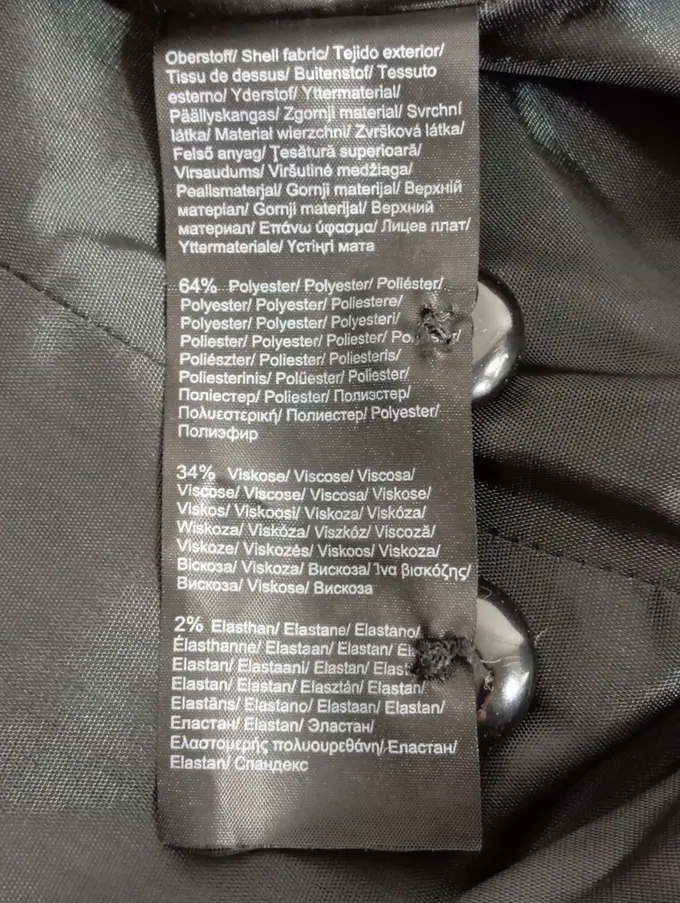 Oberstoff/ Shell fabric/ Tejido exterior/
Tissu de dessus/ Buitenstof/ Tessuto
esterno/ Yderstof/ Yttermaterial/
Päällyskangas/ Zgornji material/ Svrchní
látka/ Material wierzchni/ Zvršková látka/
Felső anyag/ Țesătură superioară/
Virsaudums/ Viršutinė medžiaga/
Pealismaterjal/ Gornji materijal/ Верхній
матеріал/ Gornji materijal/ Верхний
материал/ Επάνω ύφασμα/ Лицев плат/
Yttermateriale/ Үстіңгі мата
64% Polyester/ Polyester/ Poliéster/
Polyester/ Polyester/ Poliestere/
Polyester/ Polyester/ Polyesteri/
Poliester/ Polyester/ Poliester/
Poliészter/ Poliester/ Poliesteris/
Poliesterinis/ Polüester/ Poliester/
Поліестер/ Poliester/ Полиэстер/
Πολυεστερική/ Полиестер/ Polyester/
Полиэфир
34% Viskose/ Viscose/ Viscosa/
Viscose/ Viscose/ Viscosa/ Viskose/
Viskos/ Viskoosi/ Viskoza/ Viskóza/
Wiskoza/ Viskóza/ Viszkóz/ Viscoză/
Viskoze/ Viskozės/ Viskoos/ Viskoza/
Віскоза/ Viskoza/ Вискоза/ Ίνα βισκόζης/
Вискоза/ Viskose/ Вискоза
2% Elasthan/ Elastane/ Elastano/
Élasthanne/ Elastaan/ Elastan/
Elastan/ Elastaani/ Elastan/
Elastan/ Elastan/ Elasztán/ Elastan/
Elastāns/ Elastano/ Elastaan/ Elastan/
Еластан/ Elastan/ Эластан/
Ελαστομερής πολυουρεθάνη/ Еластан/
Elastan/ Спандекс